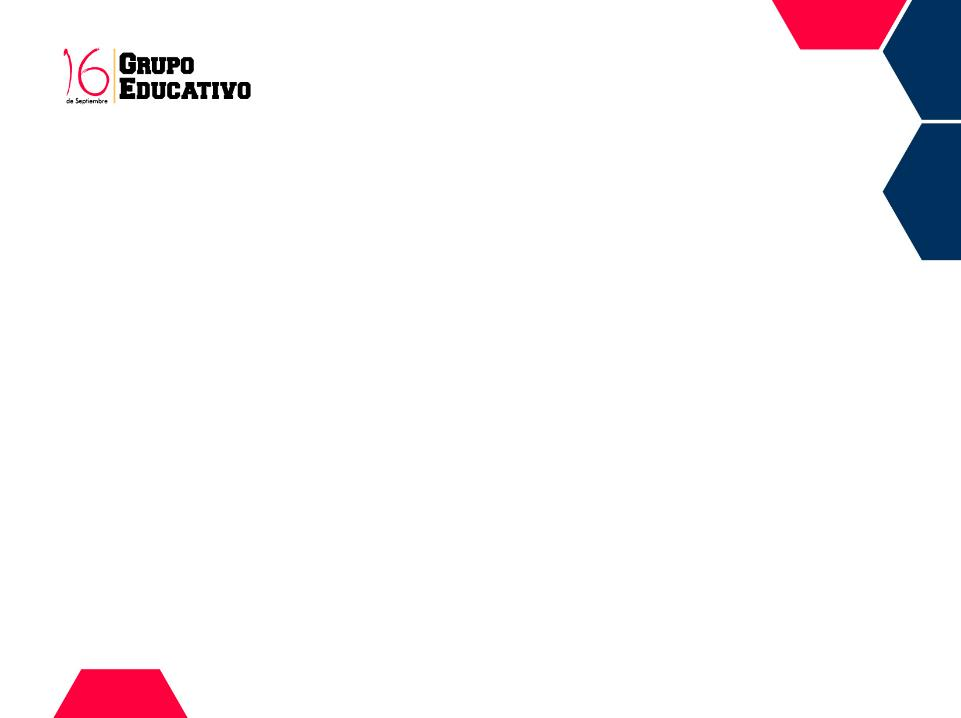 16
de Septiembre
GRUPO
EDUCATIVO